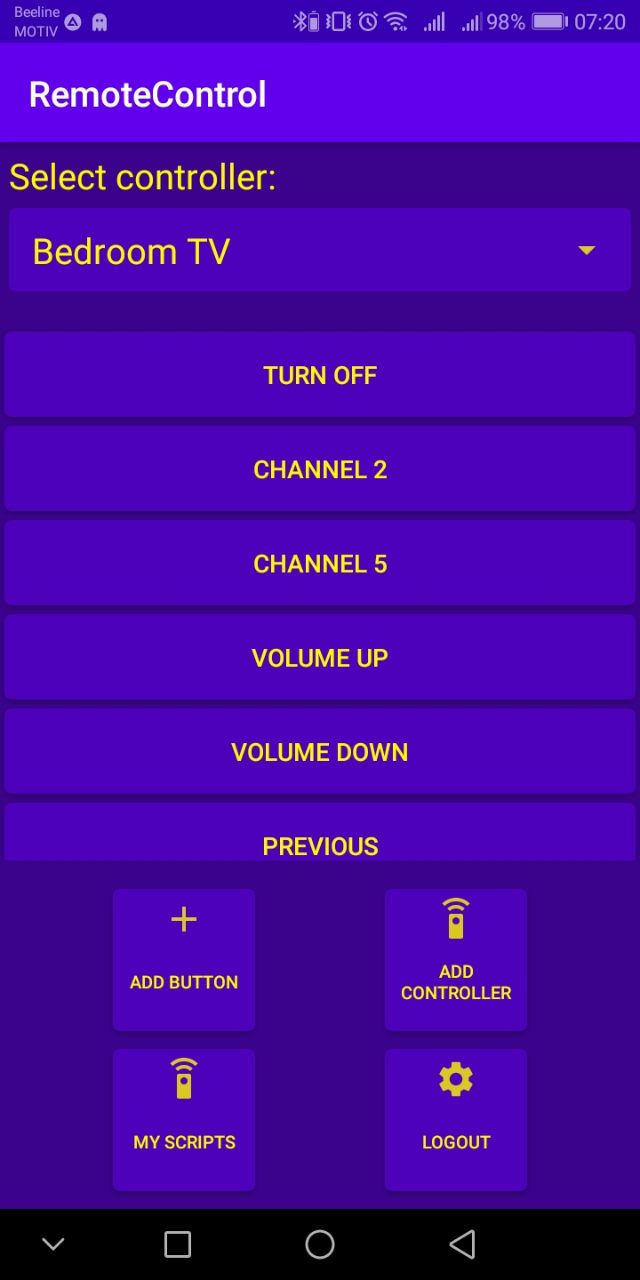 Beeline
MOTIV
98% 07:20
RemoteControl
Select controller:
Bedroom TV
TURN OFF
CHANNEL 2
CHANNEL 5
VOLUME UP
VOLUME DOWN
PREVIOUS
ADD BUTTON
ADD
CONTROLLER
MY SCRIPTS
LOGOUT